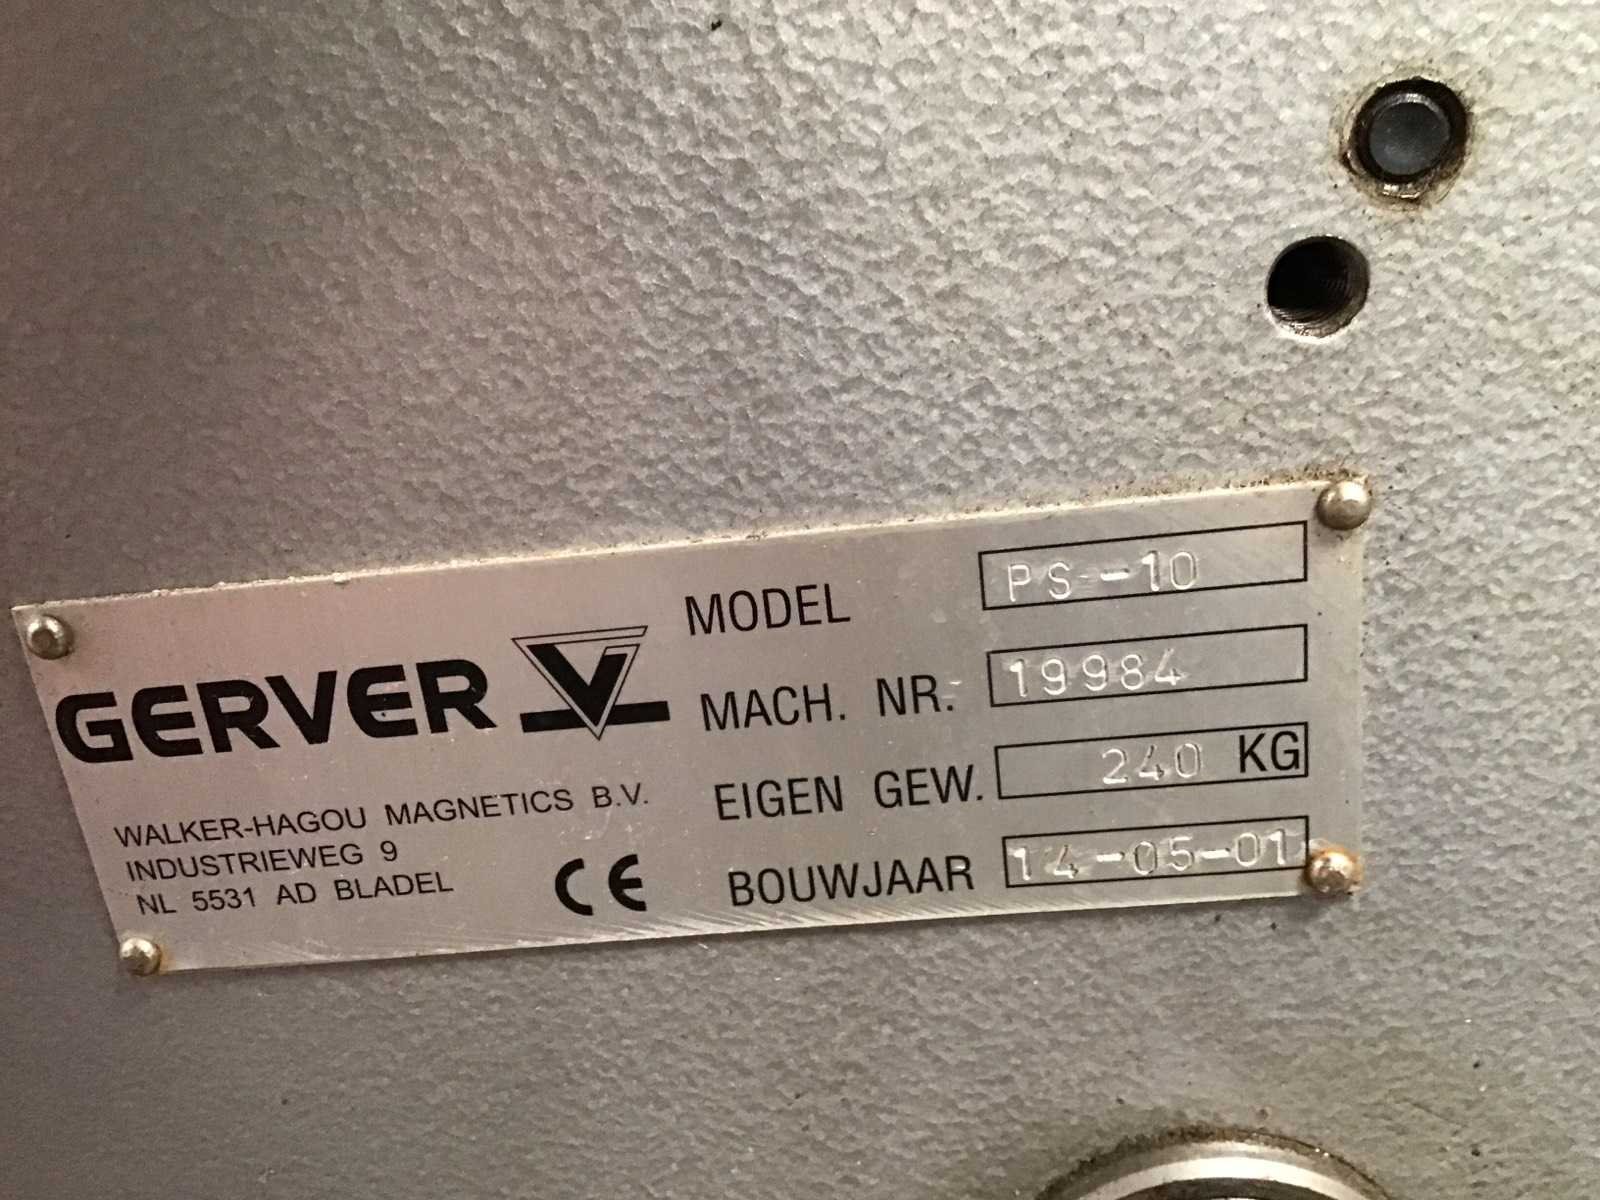 GERVER
WALKER-HAGOU MAGNETICS B.V.
INDUSTRIEWEG 9
NL 5531 AD BLADEL
CE
MODEL PS-10
MACH. NR. 19984
EIGEN GEW. 240 KG
BOUWJAAR 14-05-01